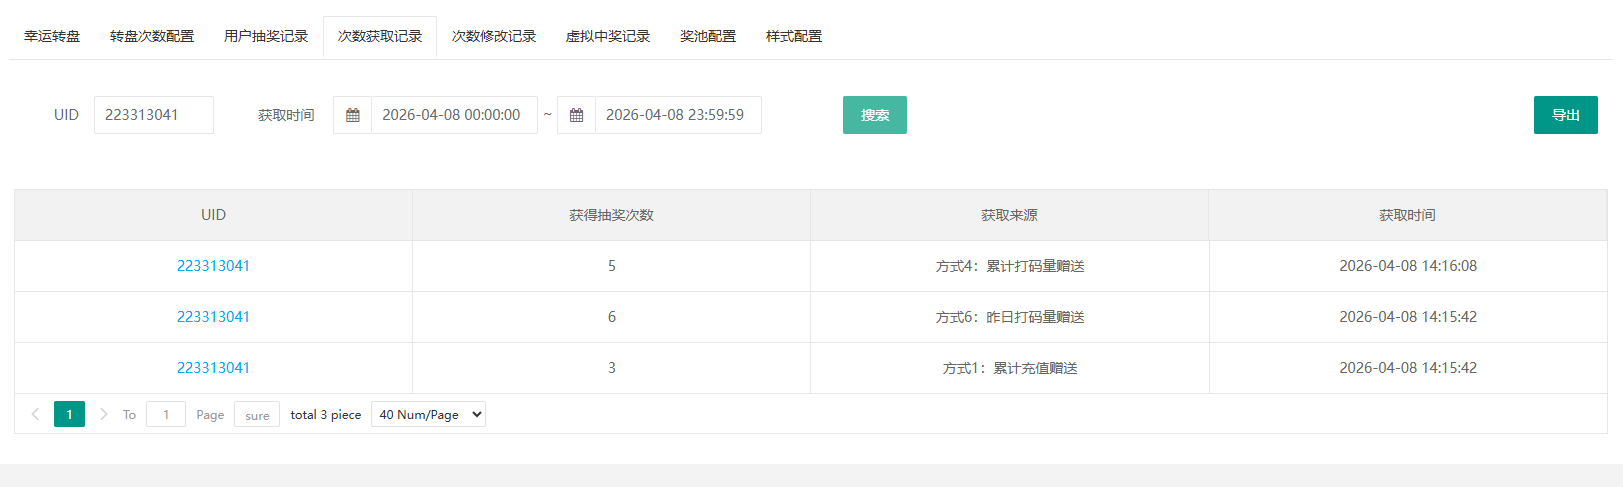 幸运转盘 转盘次数配置 用户抽奖记录 次数获取记录 次数修改记录 虚拟中奖记录 奖池配置 样式配置
UID 223313041 获取时间 2026-04-08 00:00:00 ~ 2026-04-08 23:59:59 搜索 导出
UID 获得抽奖次数 获取来源 获取时间
223313041 5 方式4：累计打码量赠送 2026-04-08 14:16:08
223313041 6 方式6：昨日打码量赠送 2026-04-08 14:15:42
223313041 3 方式1：累计充值赠送 2026-04-08 14:15:42
1 To 1 Page sure total 3 piece 40 Num/Page